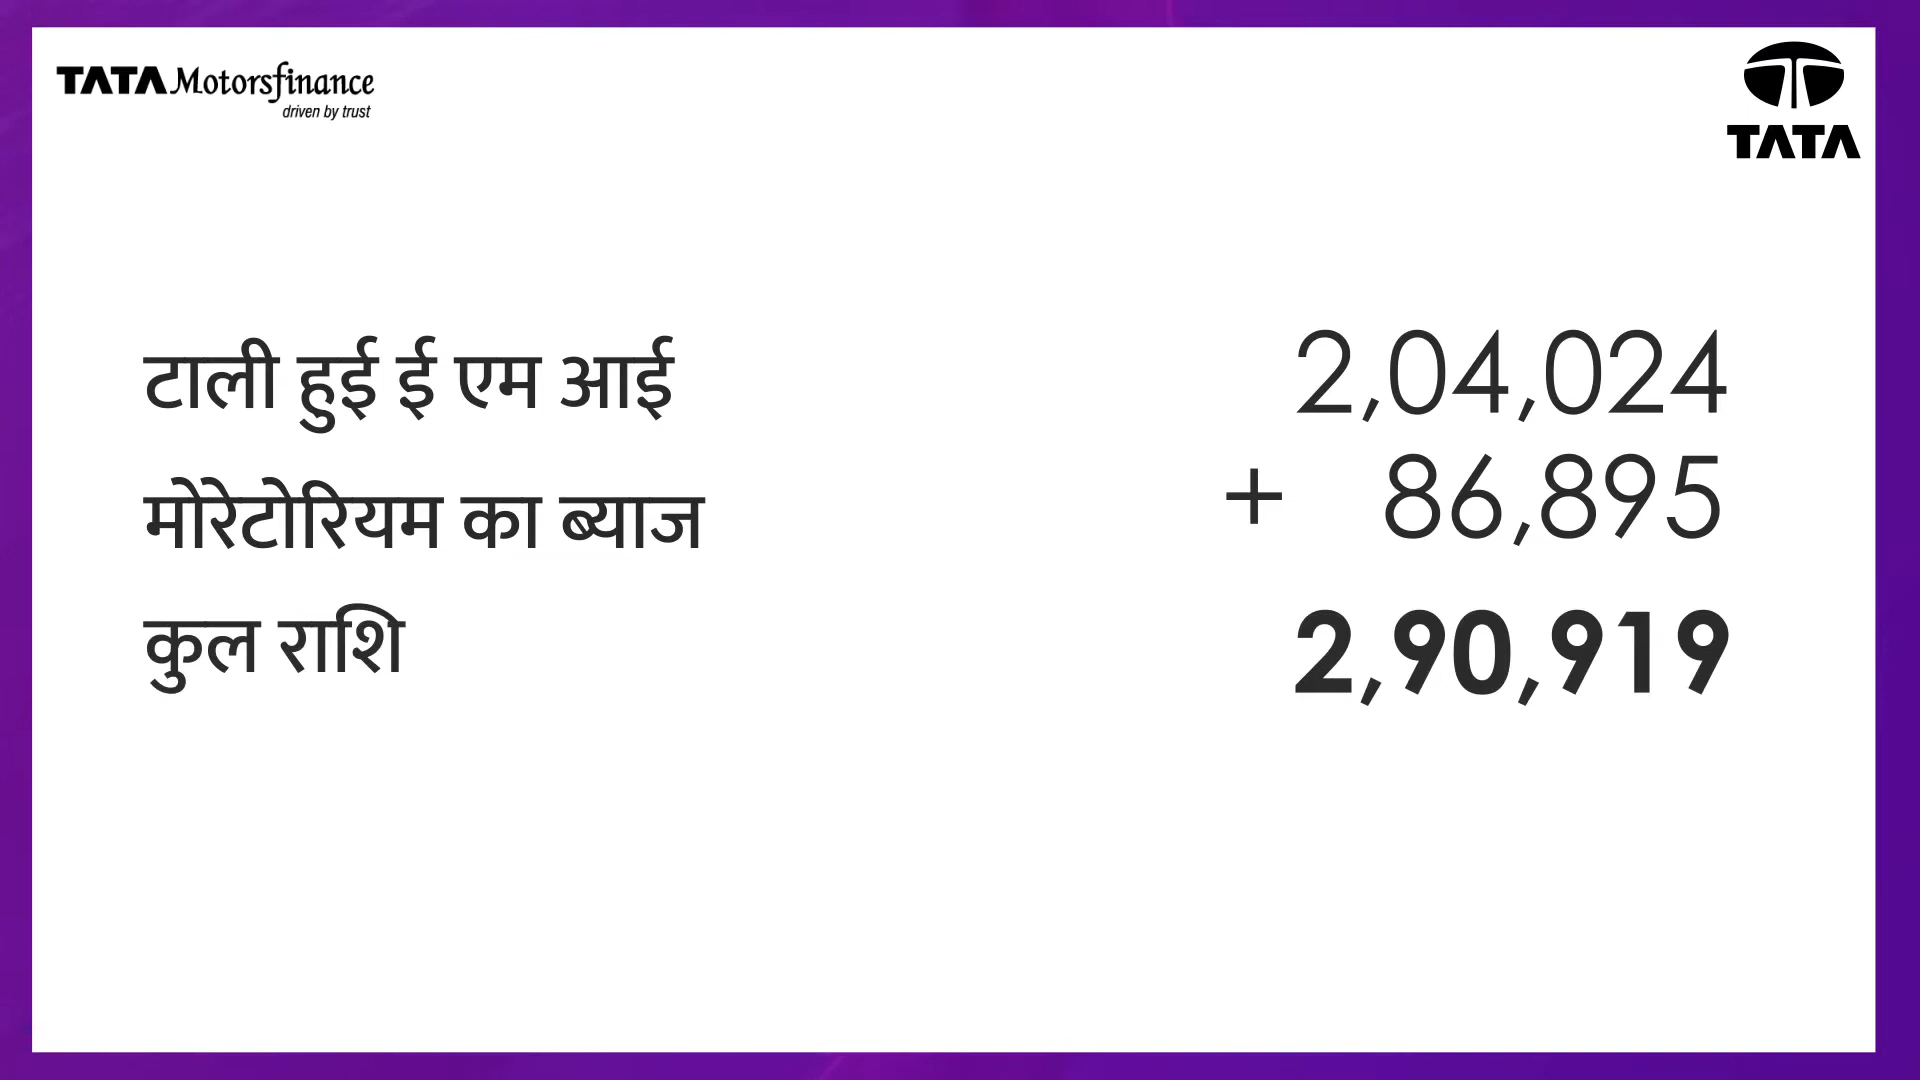 TATA Motorsfinance
driven by trust
TATA
टाली हुई ई एम आई 2,04,024
मोरेटोरियम का ब्याज + 86,895
कुल राशि 2,90,919